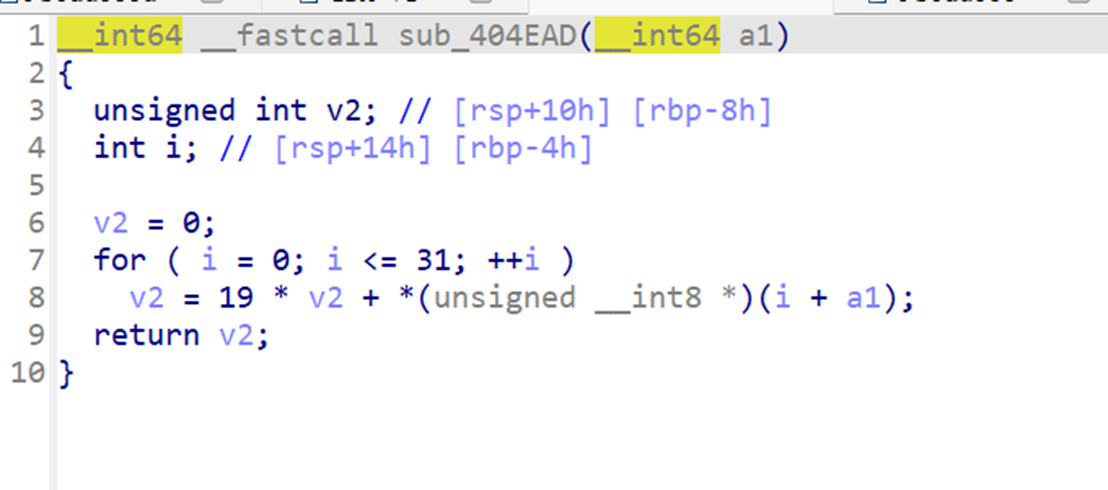 1 __int64 __fastcall sub_404EAD(__int64 a1)
2 {
3   unsigned int v2; // [rsp+10h] [rbp-8h]
4   int i; // [rsp+14h] [rbp-4h]
5
6   v2 = 0;
7   for ( i = 0; i <= 31; ++i )
8     v2 = 19 * v2 + *(unsigned __int8 *)(i + a1);
9   return v2;
10 }